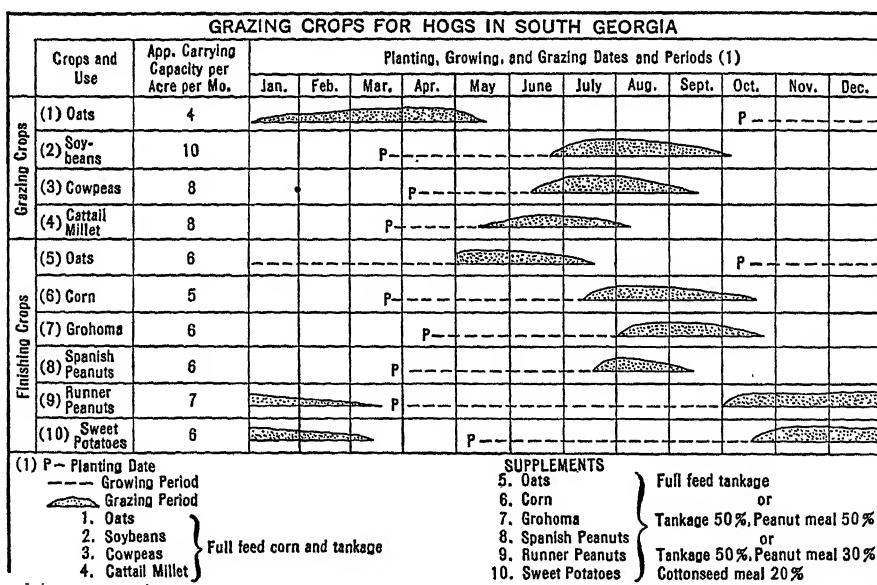 GRAZING CROPS FOR HOGS IN SOUTH GEORGIA
Crops and Use
App. Carrying Capacity per Acre per Mo.
Planting, Growing, and Grazing Dates and Periods (1)
Jan. Feb. Mar. Apr. May June July Aug. Sept. Oct. Nov. Dec.
Grazing Crops
(1) Oats 4 P
(2) Soy-beans 10 P
(3) Cowpeas 8 P
(4) Cattail Millet 8 P
Finishing Crops
(5) Oats 6 P
(6) Corn 5 P
(7) Grohoma 6 P
(8) Spanish Peanuts 6 P
(9) Runner Peanuts 7 P
(10) Sweet Potatoes 6 P
(1) P – Planting Date
Growing Period
Grazing Period
1. Oats
2. Soybeans
3. Cowpeas
4. Cattail Millet
Full feed corn and tankage
SUPPLEMENTS
5. Oats
6. Corn
7. Grohoma
8. Spanish Peanuts
9. Runner Peanuts
10. Sweet Potatoes
Full feed tankage
or
Tankage 50%, Peanut meal 50%
or
Tankage 50%, Peanut meal 30%
Cottonseed meal 20%